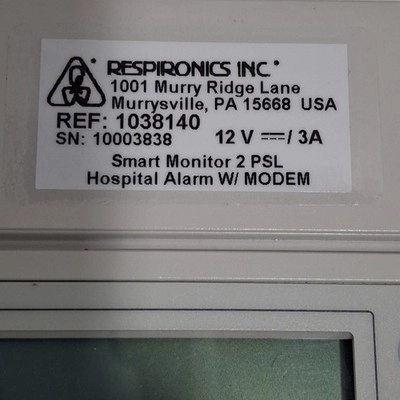 RESPIRONICS INC.®
1001 Murry Ridge Lane
Murrysville, PA 15668 USA
REF: 1038140
SN: 10003838 12 V ⎓/ 3A
Smart Monitor 2 PSL
Hospital Alarm W/ MODEM